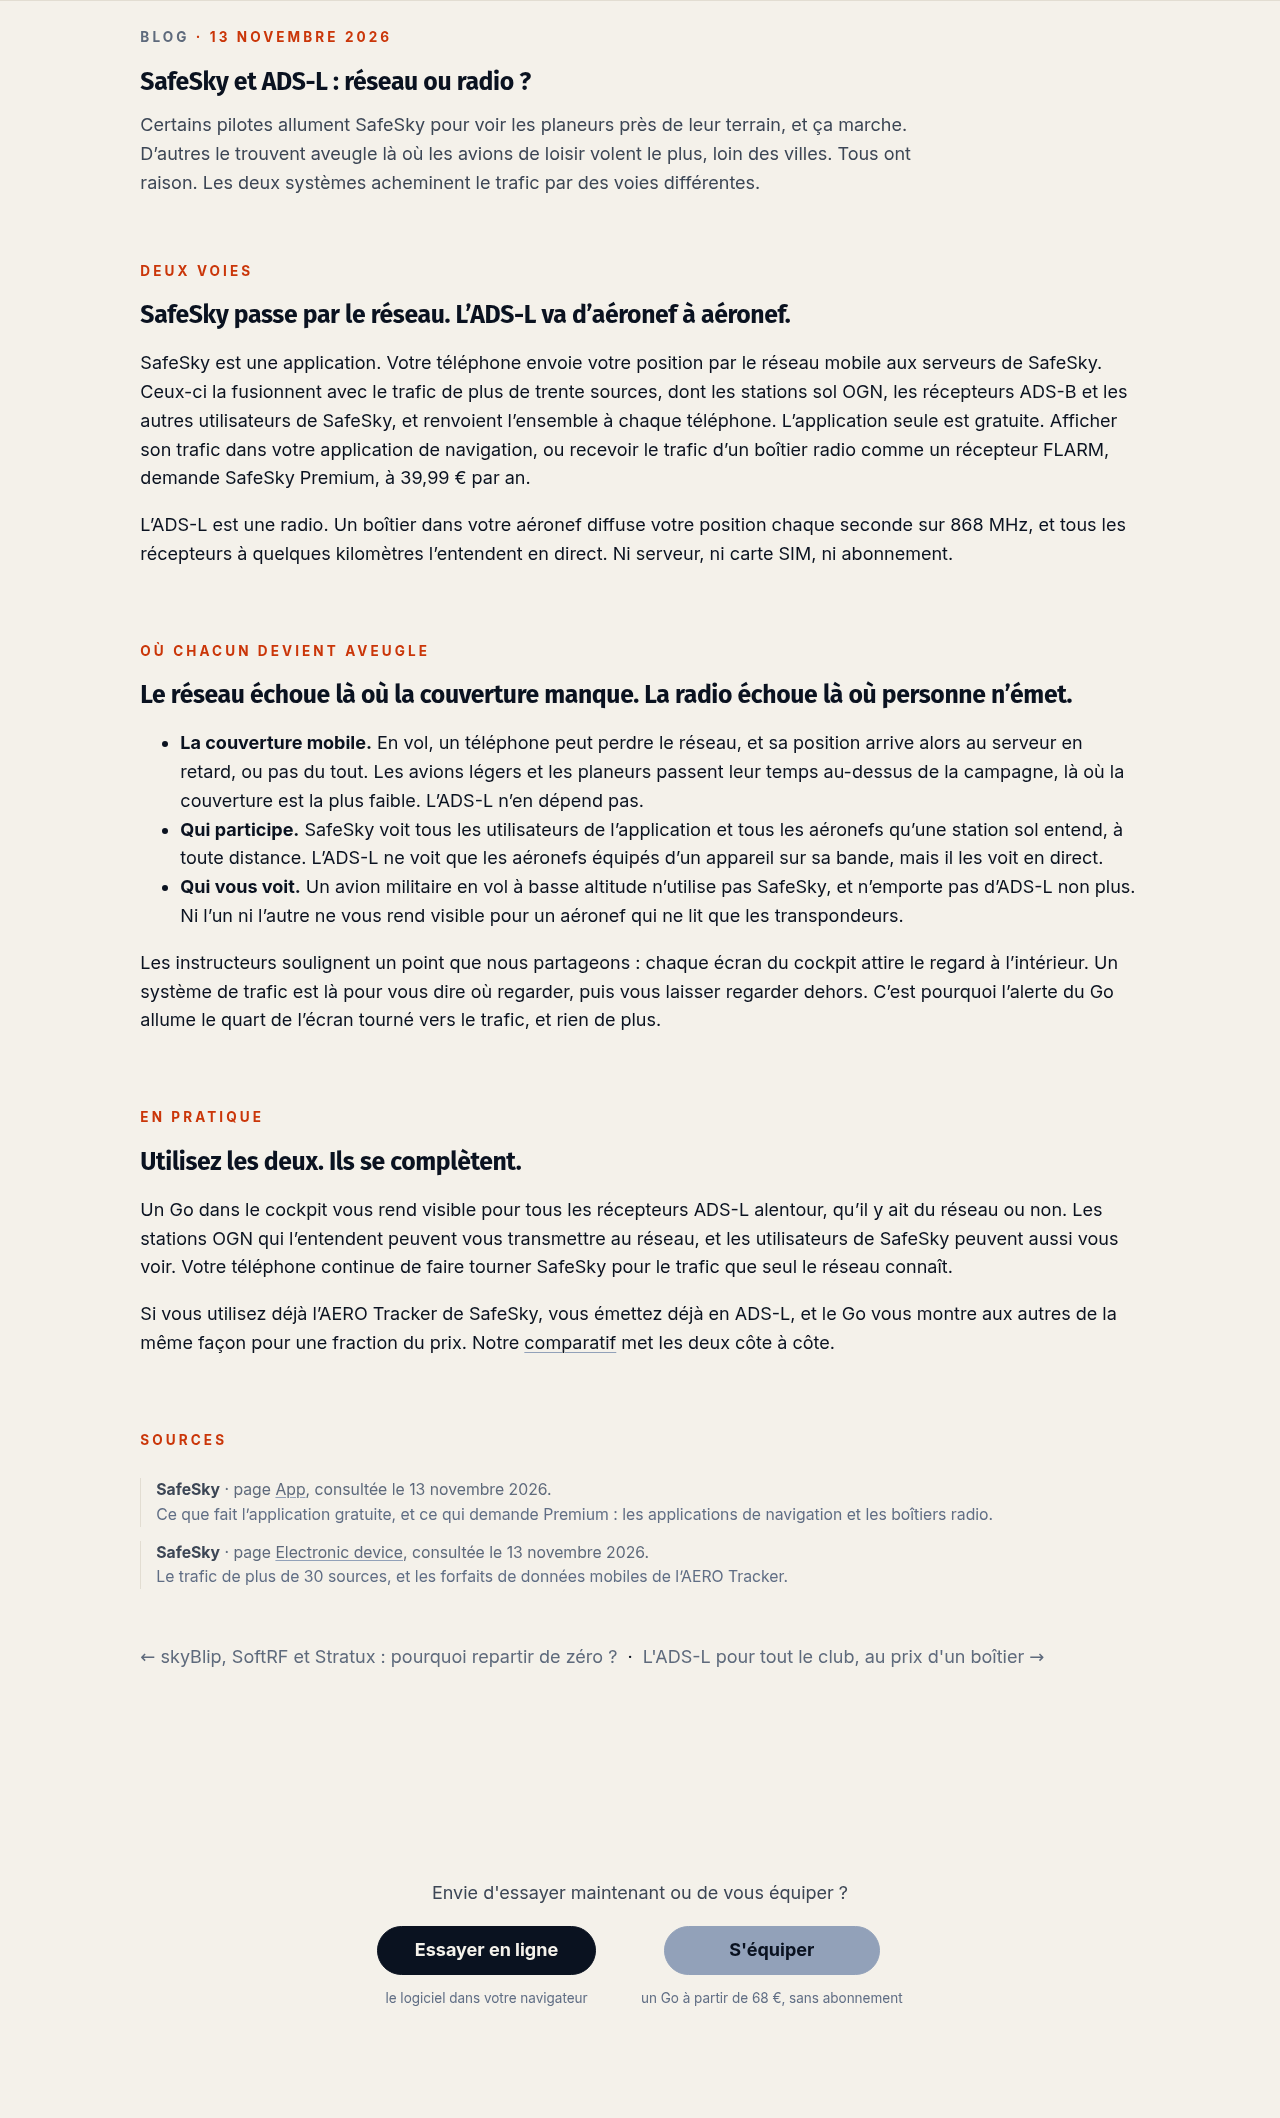 BLOG · 13 NOVEMBRE 2026
SafeSky et ADS-L : réseau ou radio ?
Certains pilotes allument SafeSky pour voir les planeurs près de leur terrain, et ça marche.
D’autres le trouvent aveugle là où les avions de loisir volent le plus, loin des villes. Tous ont
raison. Les deux systèmes acheminent le trafic par des voies différentes.
DEUX VOIES
SafeSky passe par le réseau. L’ADS-L va d’aéronef à aéronef.
SafeSky est une application. Votre téléphone envoie votre position par le réseau mobile aux serveurs de SafeSky.
Ceux-ci la fusionnent avec le trafic de plus de trente sources, dont les stations sol OGN, les récepteurs ADS-B et les
autres utilisateurs de SafeSky, et renvoient l’ensemble à chaque téléphone. L’application seule est gratuite. Afficher
son trafic dans votre application de navigation, ou recevoir le trafic d’un boîtier radio comme un récepteur FLARM,
demande SafeSky Premium, à 39,99 € par an.
L’ADS-L est une radio. Un boîtier dans votre aéronef diffuse votre position chaque seconde sur 868 MHz, et tous les
récepteurs à quelques kilomètres l’entendent en direct. Ni serveur, ni carte SIM, ni abonnement.
OÙ CHACUN DEVIENT AVEUGLE
Le réseau échoue là où la couverture manque. La radio échoue là où personne n’émet.
• La couverture mobile. En vol, un téléphone peut perdre le réseau, et sa position arrive alors au serveur en
retard, ou pas du tout. Les avions légers et les planeurs passent leur temps au-dessus de la campagne, là où la
couverture est la plus faible. L’ADS-L n’en dépend pas.
• Qui participe. SafeSky voit tous les utilisateurs de l’application et tous les aéronefs qu’une station sol entend, à
toute distance. L’ADS-L ne voit que les aéronefs équipés d’un appareil sur sa bande, mais il les voit en direct.
• Qui vous voit. Un avion militaire en vol à basse altitude n’utilise pas SafeSky, et n’emporte pas d’ADS-L non plus.
Ni l’un ni l’autre ne vous rend visible pour un aéronef qui ne lit que les transpondeurs.
Les instructeurs soulignent un point que nous partageons : chaque écran du cockpit attire le regard à l’intérieur. Un
système de trafic est là pour vous dire où regarder, puis vous laisser regarder dehors. C’est pourquoi l’alerte du Go
allume le quart de l’écran tourné vers le trafic, et rien de plus.
EN PRATIQUE
Utilisez les deux. Ils se complètent.
Un Go dans le cockpit vous rend visible pour tous les récepteurs ADS-L alentour, qu’il y ait du réseau ou non. Les
stations OGN qui l’entendent peuvent vous transmettre au réseau, et les utilisateurs de SafeSky peuvent aussi vous
voir. Votre téléphone continue de faire tourner SafeSky pour le trafic que seul le réseau connaît.
Si vous utilisez déjà l’AERO Tracker de SafeSky, vous émettez déjà en ADS-L, et le Go vous montre aux autres de la
même façon pour une fraction du prix. Notre comparatif met les deux côte à côte.
SOURCES
SafeSky · page App, consultée le 13 novembre 2026.
Ce que fait l’application gratuite, et ce qui demande Premium : les applications de navigation et les boîtiers radio.
SafeSky · page Electronic device, consultée le 13 novembre 2026.
Le trafic de plus de 30 sources, et les forfaits de données mobiles de l’AERO Tracker.
← skyBlip, SoftRF et Stratux : pourquoi repartir de zéro ? · L'ADS-L pour tout le club, au prix d'un boîtier →
Envie d'essayer maintenant ou de vous équiper ?
Essayer en ligne S'équiper
le logiciel dans votre navigateur un Go à partir de 68 €, sans abonnement